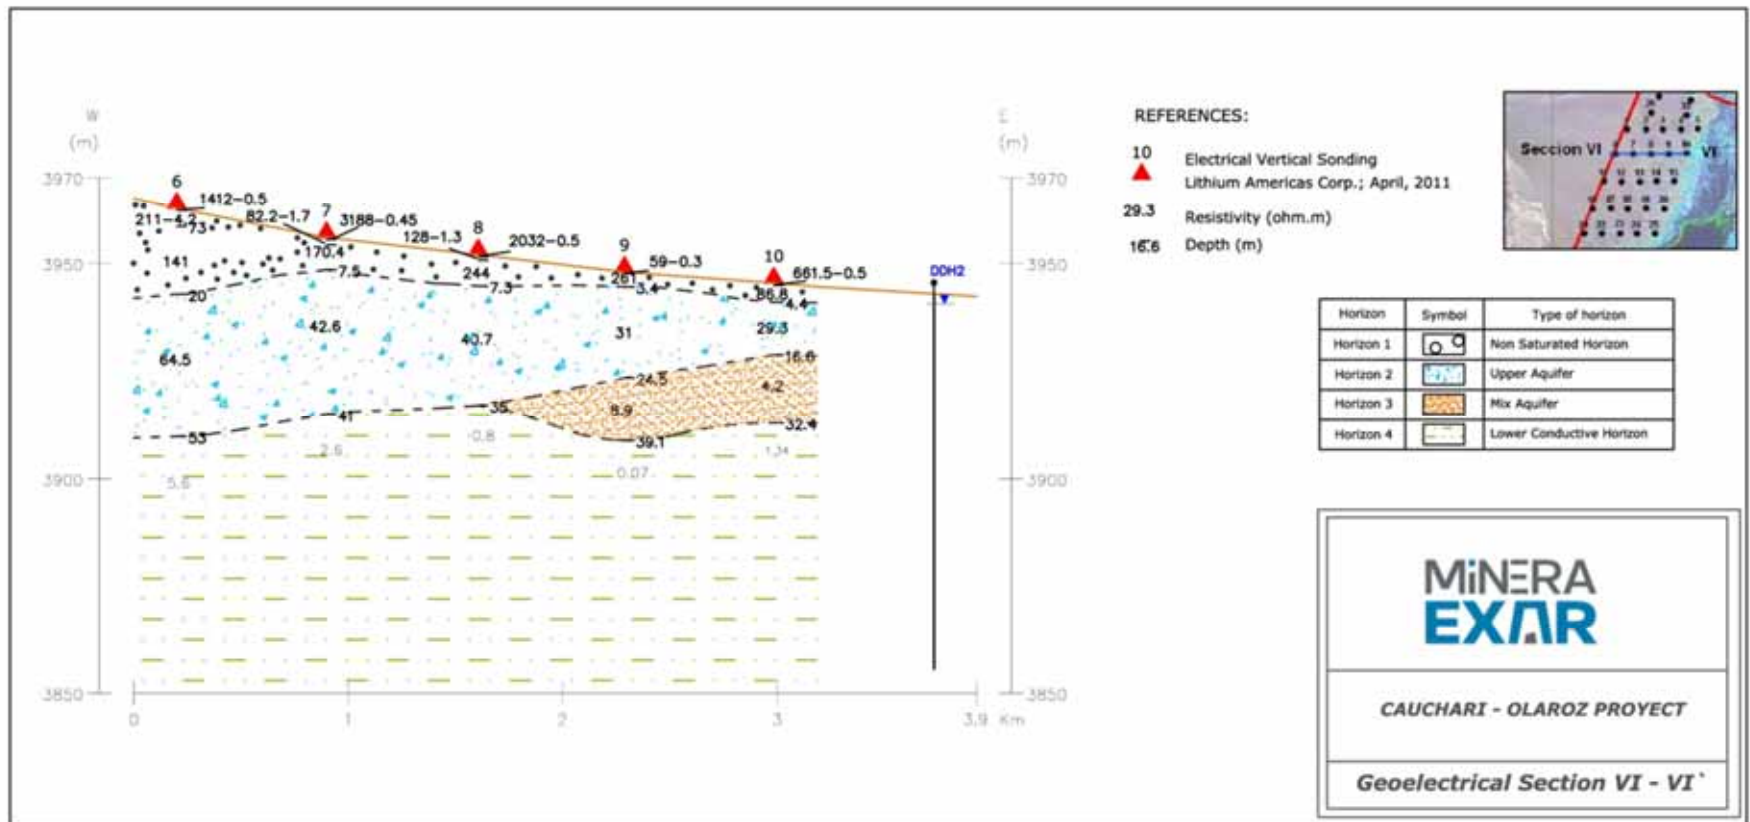 W
(m)
E
(m)
3970
3950
3900
3850
3970
3950
3900
3850
6
1412-0.5
211-4.2
73
82.2-1.7
7
3188-0.45
128-1.3
8
2032-0.5
9
59-0.3
10
661.5-0.5
DDH2
141
170.4
244
261
86.8
20
7.5
7.3
3.4
4.4
64.5
42.6
40.7
31
29.3
16.6
24.5
4.2
8.9
53
41
35
39.1
32.4
5.6
2.6
0.8
0.07
1.34
0
1
2
3
3.9 Km
REFERENCES:
10
Electrical Vertical Sonding
Lithium Americas Corp.; April, 2011
29.3
Resistivity (ohm.m)
16.6
Depth (m)
Seccion VI
VI
Horizon Symbol Type of horizon
Horizon 1 Non Saturated Horizon
Horizon 2 Upper Aquifer
Horizon 3 Mix Aquifer
Horizon 4 Lower Conductive Horizon
MiNERA
EXAR
CAUCHARI - OLAROZ PROYECT
Geoelectrical Section VI - VI`